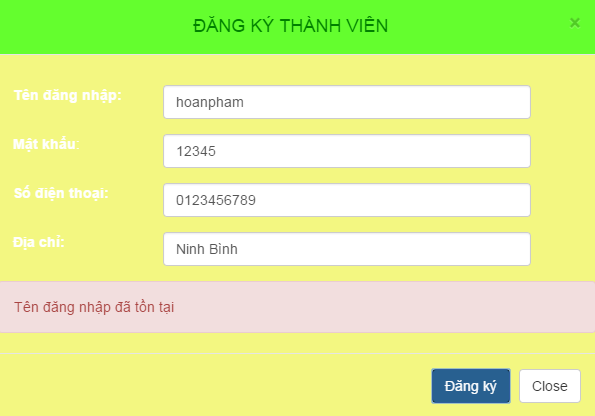 ĐĂNG KÝ THÀNH VIÊN ×
Tên đăng nhập: hoanpham
Mật khẩu: 12345
Số điện thoại: 0123456789
Địa chỉ: Ninh Bình
Tên đăng nhập đã tồn tại
Đăng ký Close